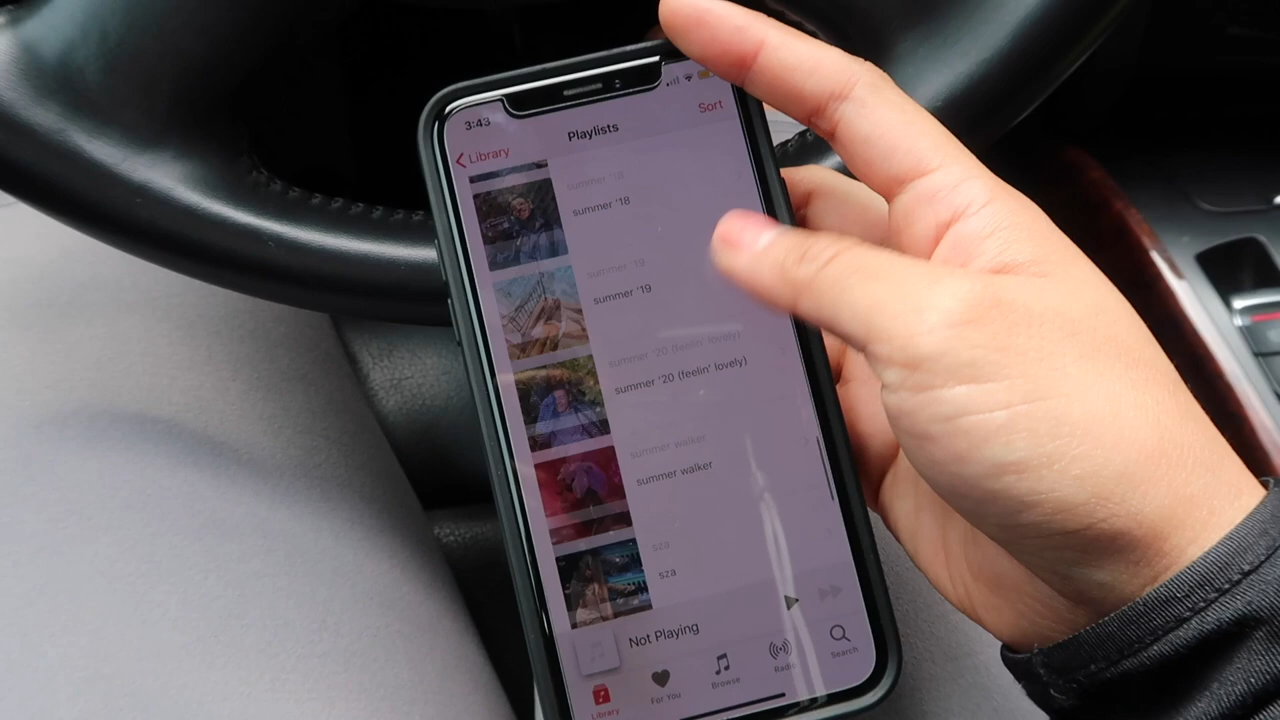 3:43
Sort
Playlists
Library
summer '18
summer '18
summer '19
summer '19
summer '20 (feelin' lovely)
summer '20 (feelin' lovely)
summer walker
summer walker
sza
sza
Not Playing
Library
For You
Browse
Radio
Search